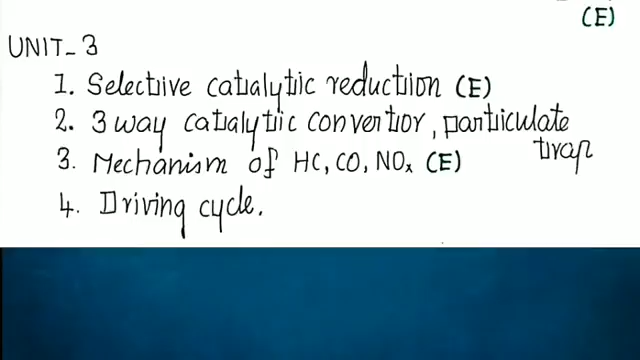 (E)
UNIT-3
1. Selective catalytic reduction (E)
2. 3 way catalytic convertor, particulate
trap
3. Mechanism of HC, CO, NOx (E)
4. Driving cycle.